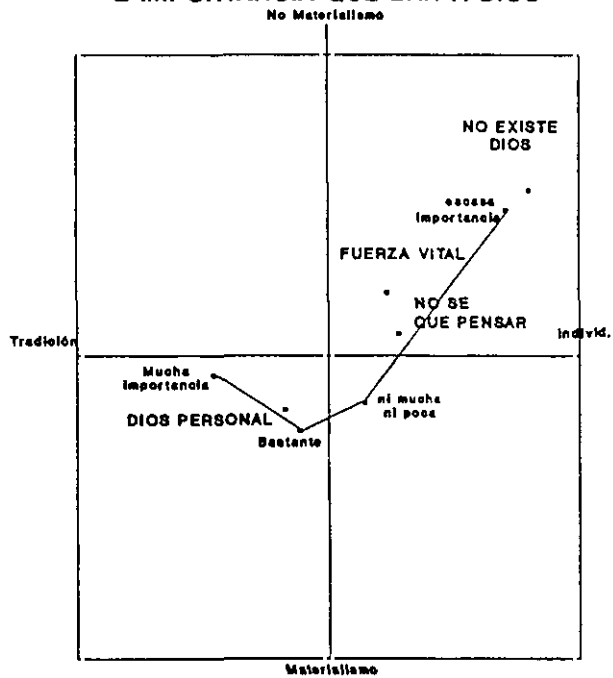 No Materialismo
NO EXISTE
DIOS
escasa
importancia
FUERZA VITAL
NO SE
QUE PENSAR
Tradición
individ.
Mucha
importancia
ni mucha
ni poca
DIOS PERSONAL
Bastante
Materialismo